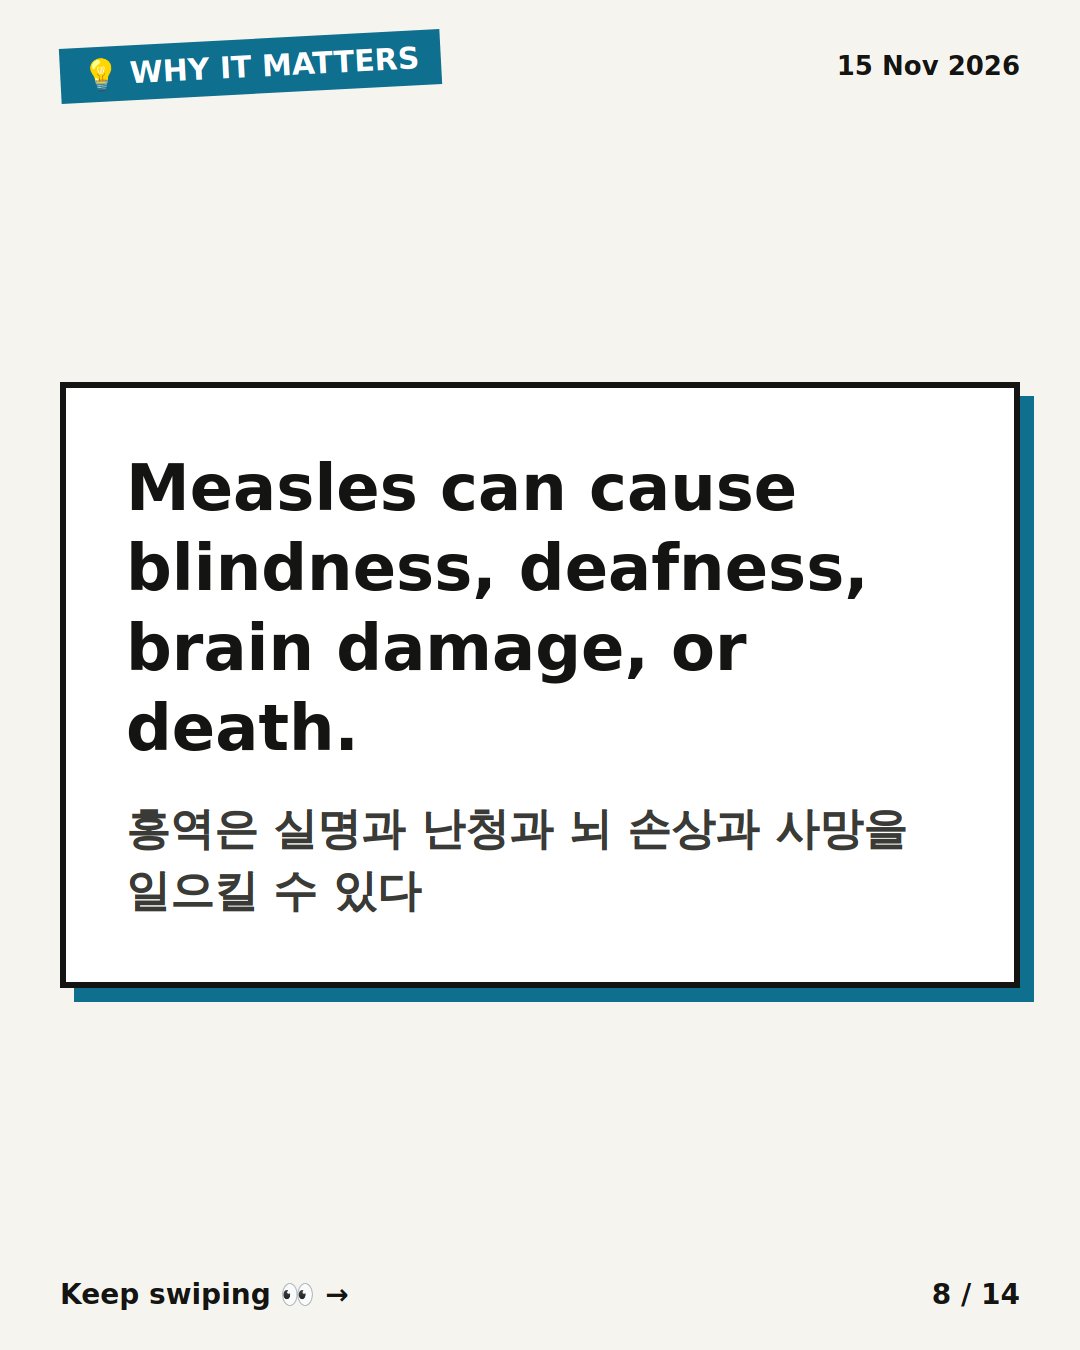 💡 WHY IT MATTERS
15 Nov 2026
Measles can cause
blindness, deafness,
brain damage, or
death.
홍역은 실명과 난청과 뇌 손상과 사망을
일으킬 수 있다
Keep swiping 👀 →
8 / 14